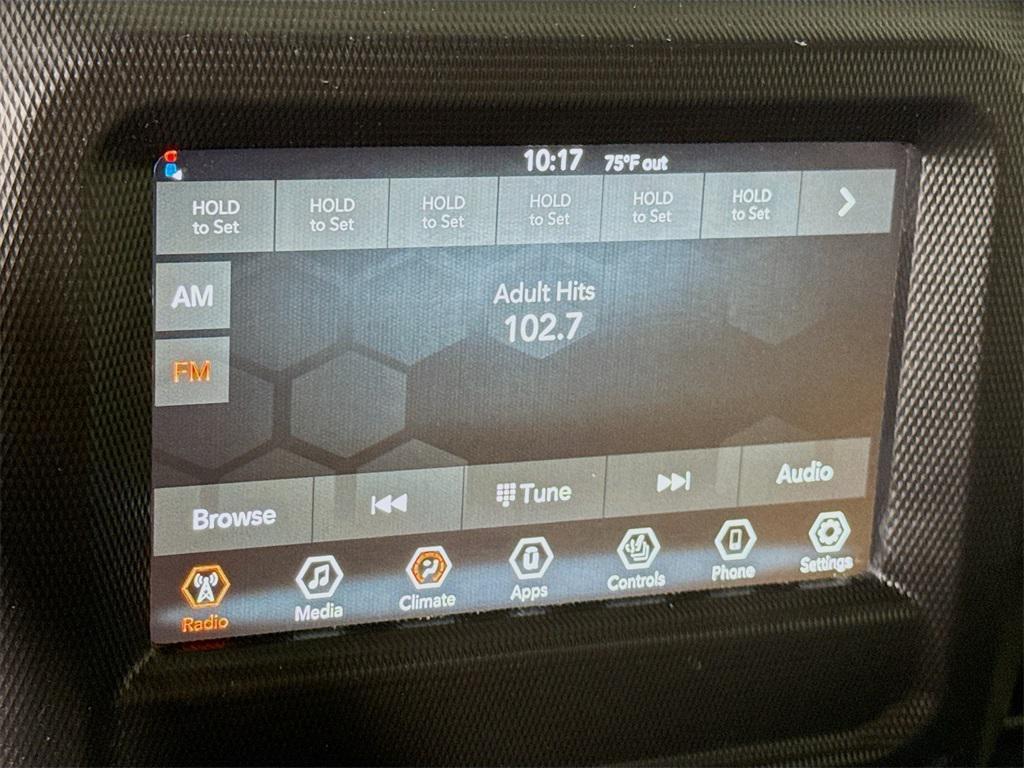 10:17 75°F out
HOLD to Set
HOLD to Set
HOLD to Set
HOLD to Set
HOLD to Set
HOLD to Set
AM
Adult Hits
102.7
FM
Browse
Tune
Audio
Radio
Media
Climate
Apps
Controls
Phone
Settings